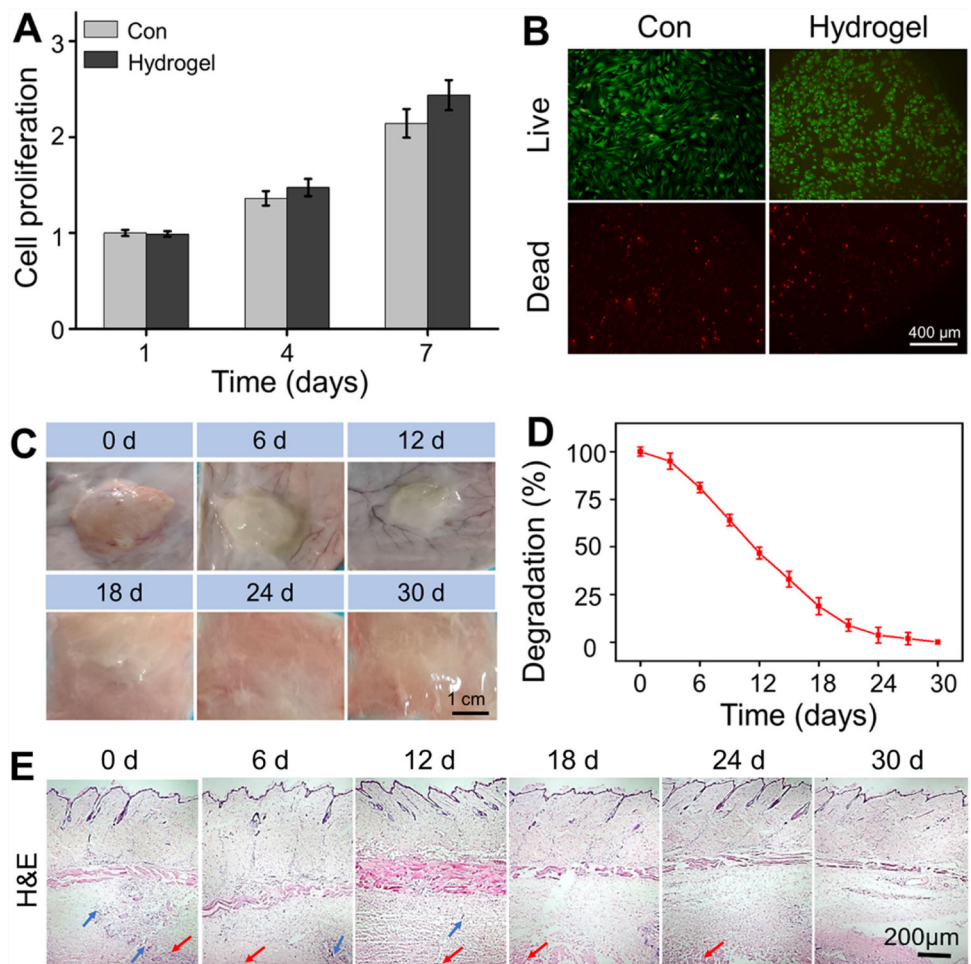 A
3
2
1
0
Con
Hydrogel
Cell proliferation
1 4 7
Time (days)
B
Con Hydrogel
Live
Dead
400 μm
C
0 d 6 d 12 d
18 d 24 d 30 d
1 cm
D
100
75
50
25
0
Degradation (%)
0 6 12 18 24 30
Time (days)
E
0 d 6 d 12 d 18 d 24 d 30 d
H&E
200μm